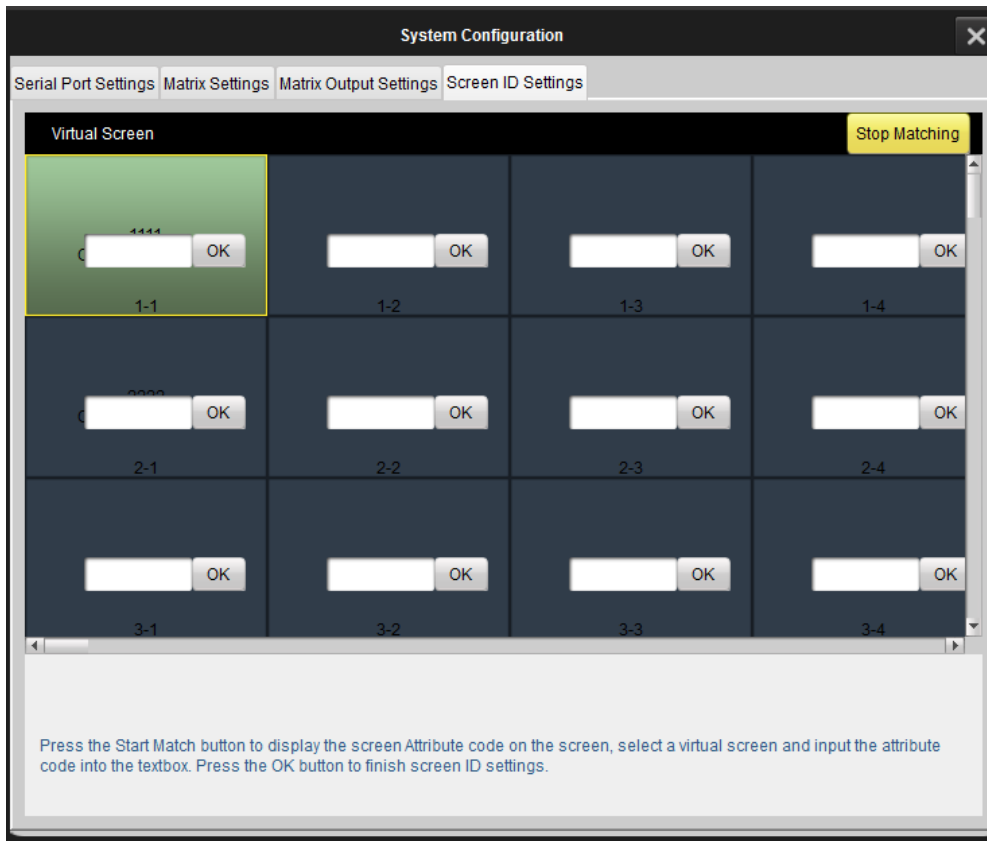 System Configuration
Serial Port Settings Matrix Settings Matrix Output Settings Screen ID Settings
Virtual Screen Stop Matching
OK OK OK OK
1-1 1-2 1-3 1-4
OK OK OK OK
2-1 2-2 2-3 2-4
OK OK OK OK
3-1 3-2 3-3 3-4
Press the Start Match button to display the screen Attribute code on the screen, select a virtual screen and input the attribute
code into the textbox. Press the OK button to finish screen ID settings.